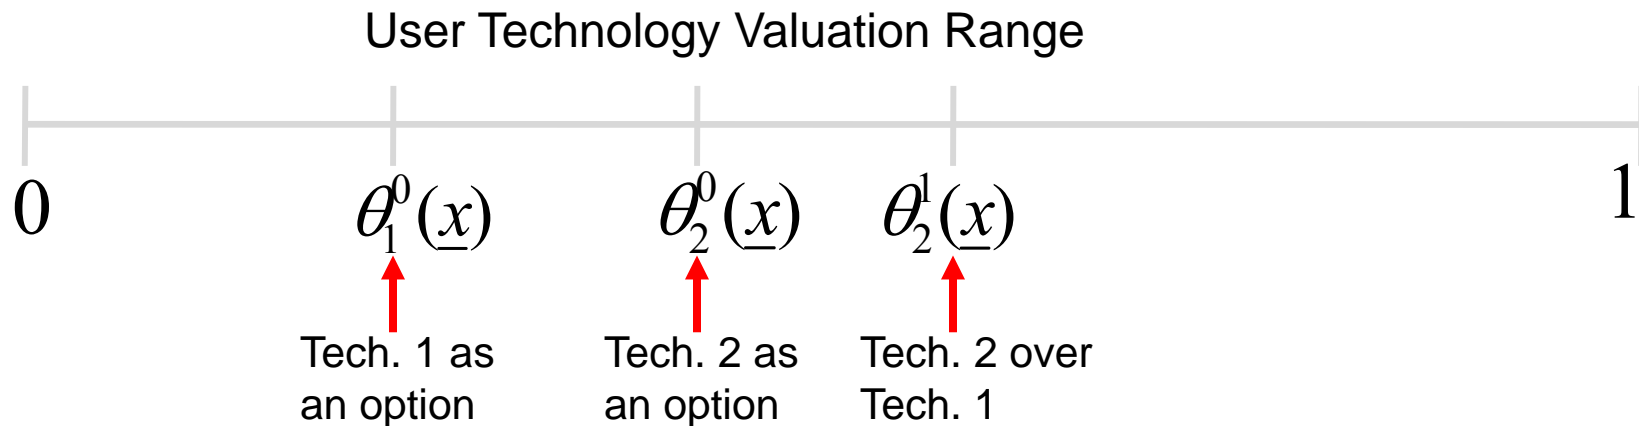 User Technology Valuation Range
0 θ₁⁰(x̲) θ₂⁰(x̲) θ₂¹(x̲) 1
Tech. 1 as Tech. 2 as Tech. 2 over
an option an option Tech. 1